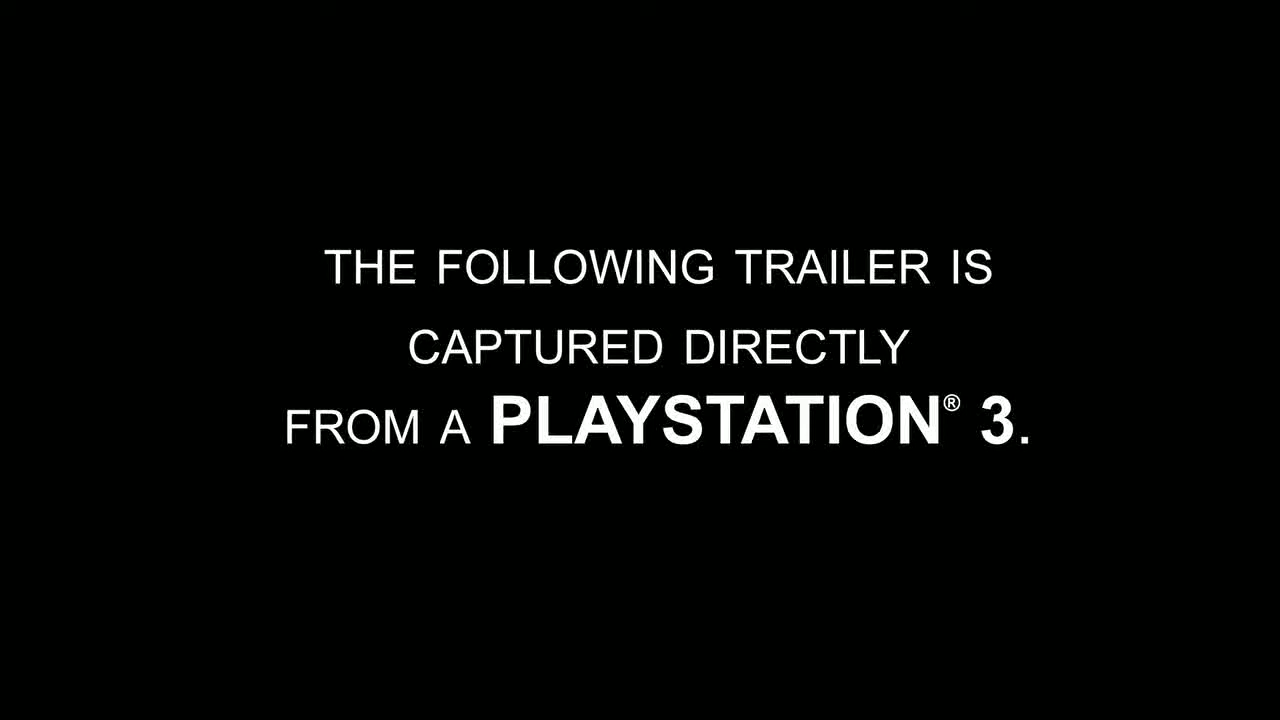 THE FOLLOWING TRAILER IS
CAPTURED DIRECTLY
FROM A PLAYSTATION® 3.